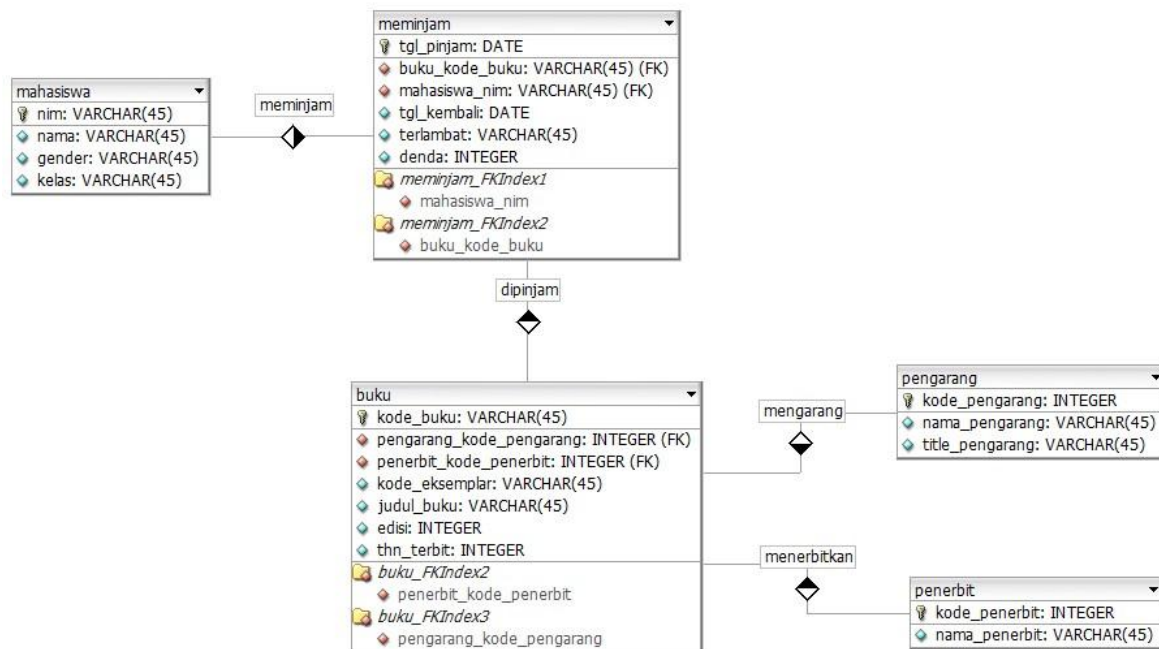 meminjam
tgl_pinjam: DATE
buku_kode_buku: VARCHAR(45) (FK)
mahasiswa_nim: VARCHAR(45) (FK)
tgl_kembali: DATE
terlambat: VARCHAR(45)
denda: INTEGER
meminjam_FKIndex1
mahasiswa_nim
meminjam_FKIndex2
buku_kode_buku
mahasiswa
nim: VARCHAR(45)
nama: VARCHAR(45)
gender: VARCHAR(45)
kelas: VARCHAR(45)
meminjam
dipinjam
buku
kode_buku: VARCHAR(45)
pengarang_kode_pengarang: INTEGER (FK)
penerbit_kode_penerbit: INTEGER (FK)
kode_eksemplar: VARCHAR(45)
judul_buku: VARCHAR(45)
edisi: INTEGER
thn_terbit: INTEGER
buku_FKIndex2
penerbit_kode_penerbit
buku_FKIndex3
pengarang_kode_pengarang
mengarang
pengarang
kode_pengarang: INTEGER
nama_pengarang: VARCHAR(45)
title_pengarang: VARCHAR(45)
menerbitkan
penerbit
kode_penerbit: INTEGER
nama_penerbit: VARCHAR(45)